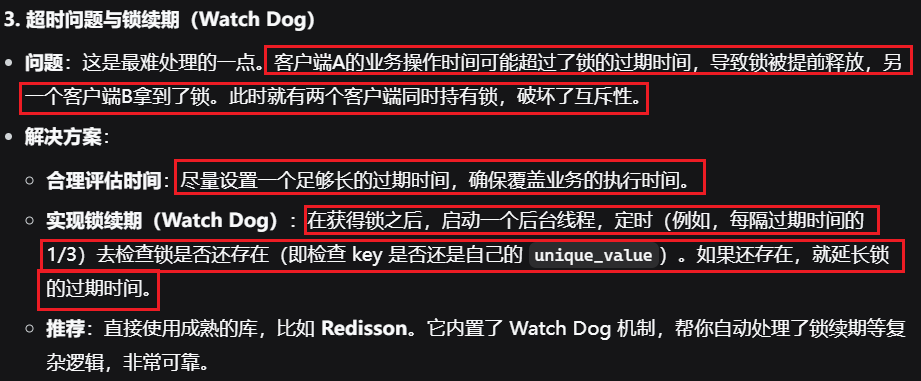 3. 超时问题与锁续期（Watch Dog）
• 问题：这是最难处理的一点。客户端A的业务操作时间可能超过了锁的过期时间，导致锁被提前释放，另
一个客户端B拿到了锁。此时就有两个客户端同时持有锁，破坏了互斥性。
• 解决方案：
○ 合理评估时间：尽量设置一个足够长的过期时间，确保覆盖业务的执行时间。
○ 实现锁续期（Watch Dog）：在获得锁之后，启动一个后台线程，定时（例如，每隔过期时间的
1/3）去检查锁是否还存在（即检查 key 是否还是自己的 unique_value）。如果还存在，就延长锁
的过期时间。
○ 推荐：直接使用成熟的库，比如 Redisson。它内置了 Watch Dog 机制，帮你自动处理了锁续期等复
杂逻辑，非常可靠。